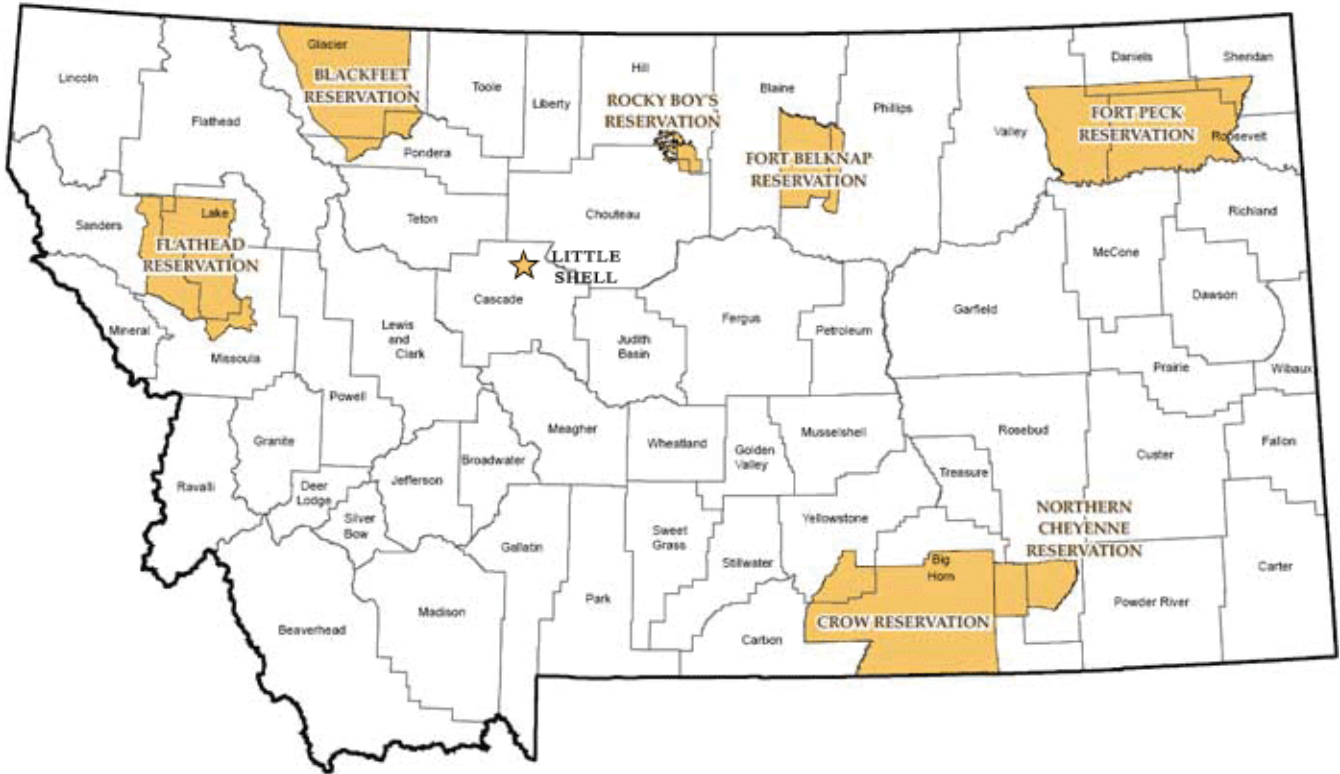 Glacier
BLACKFEET
RESERVATION
Lincoln
Flathead
Toole
Liberty
Hill
ROCKY BOY'S
RESERVATION
Blaine
Phillips
Daniels
Sheridan
Valley
FORT PECK
RESERVATION
Roosevelt
Pondera
FORT BELKNAP
RESERVATION
Sanders
Lake
FLATHEAD
RESERVATION
Teton
Chouteau
Richland
McCone
LITTLE
SHELL
Cascade
Dawson
Mineral
Missoula
Lewis
and
Clark
Judith
Basin
Fergus
Petroleum
Garfield
Prairie
Wibaux
Powell
Granite
Meagher
Wheatland
Golden
Valley
Musselshell
Rosebud
Custer
Fallon
Ravalli
Deer
Lodge
Jefferson
Broadwater
Treasure
Silver
Bow
Gallatin
Sweet
Grass
Stillwater
Yellowstone
NORTHERN
CHEYENNE
RESERVATION
Big
Horn
Carter
Beaverhead
Madison
Park
Carbon
CROW RESERVATION
Powder River